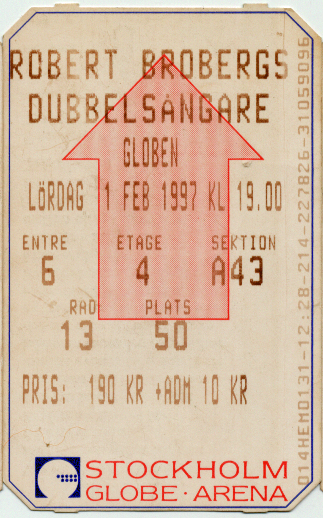 ROBERT BROBERGS
DUBBELSÅNGARE
GLOBEN
LöRDAG 1 FEB 1997 KL 19.00
ENTRE ETAGE SEKTION
6 4 A43
RAD PLATS
13 50
PRIS: 190 KR +ADM 10 KR
STOCKHOLM
GLOBE·ARENA
014HEMO131-12:28-214-227826-31059096